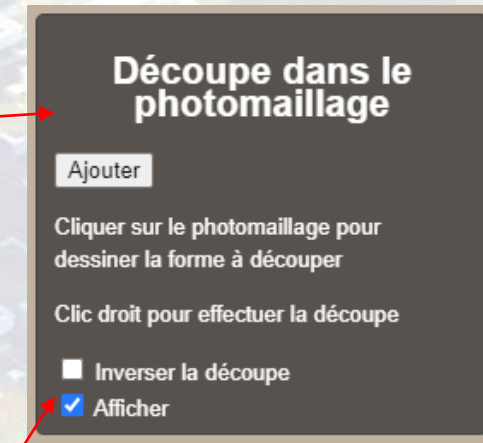 Découpe dans le
photomaillage
Ajouter
Cliquer sur le photomaillage pour
dessiner la forme à découper
Clic droit pour effectuer la découpe
Inverser la découpe
Afficher